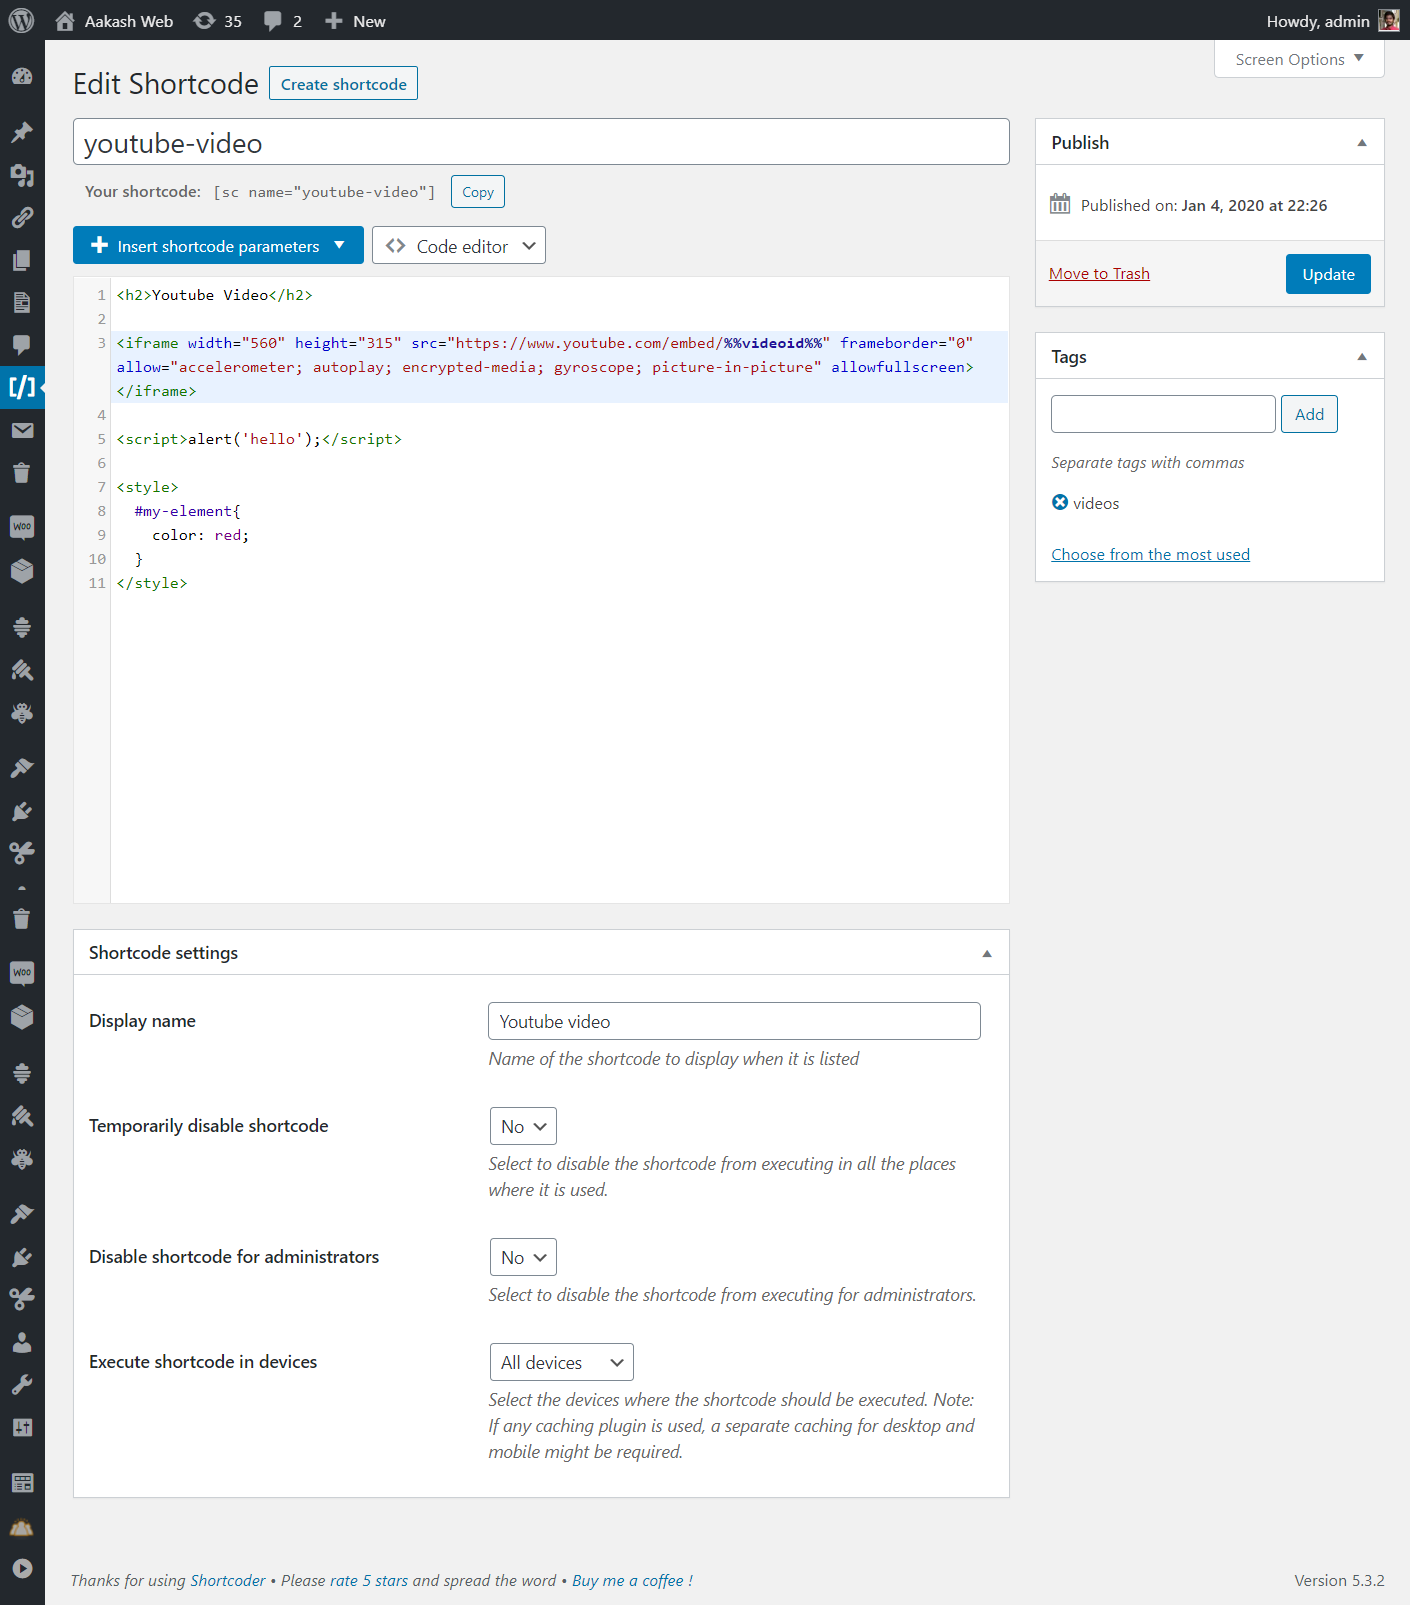 Aakash Web 35 2 New Howdy, admin
Screen Options
Edit Shortcode Create shortcode
youtube-video
Your shortcode: [sc name="youtube-video"] Copy
Insert shortcode parameters <> Code editor
1 <h2>Youtube Video</h2>
2
3 <iframe width="560" height="315" src="https://www.youtube.com/embed/%%videoid%%" frameborder="0"
allow="accelerometer; autoplay; encrypted-media; gyroscope; picture-in-picture" allowfullscreen>
</iframe>
4
5 <script>alert('hello');</script>
6
7 <style>
8 #my-element{
9 color: red;
10 }
11 </style>
Publish
Published on: Jan 4, 2020 at 22:26
Move to Trash Update
Tags
Add
Separate tags with commas
videos
Choose from the most used
[/]
Woo
Woo
Shortcode settings
Display name Youtube video
Name of the shortcode to display when it is listed
Temporarily disable shortcode No
Select to disable the shortcode from executing in all the places
where it is used.
Disable shortcode for administrators No
Select to disable the shortcode from executing for administrators.
Execute shortcode in devices All devices
Select the devices where the shortcode should be executed. Note:
If any caching plugin is used, a separate caching for desktop and
mobile might be required.
Thanks for using Shortcoder • Please rate 5 stars and spread the word • Buy me a coffee ! Version 5.3.2